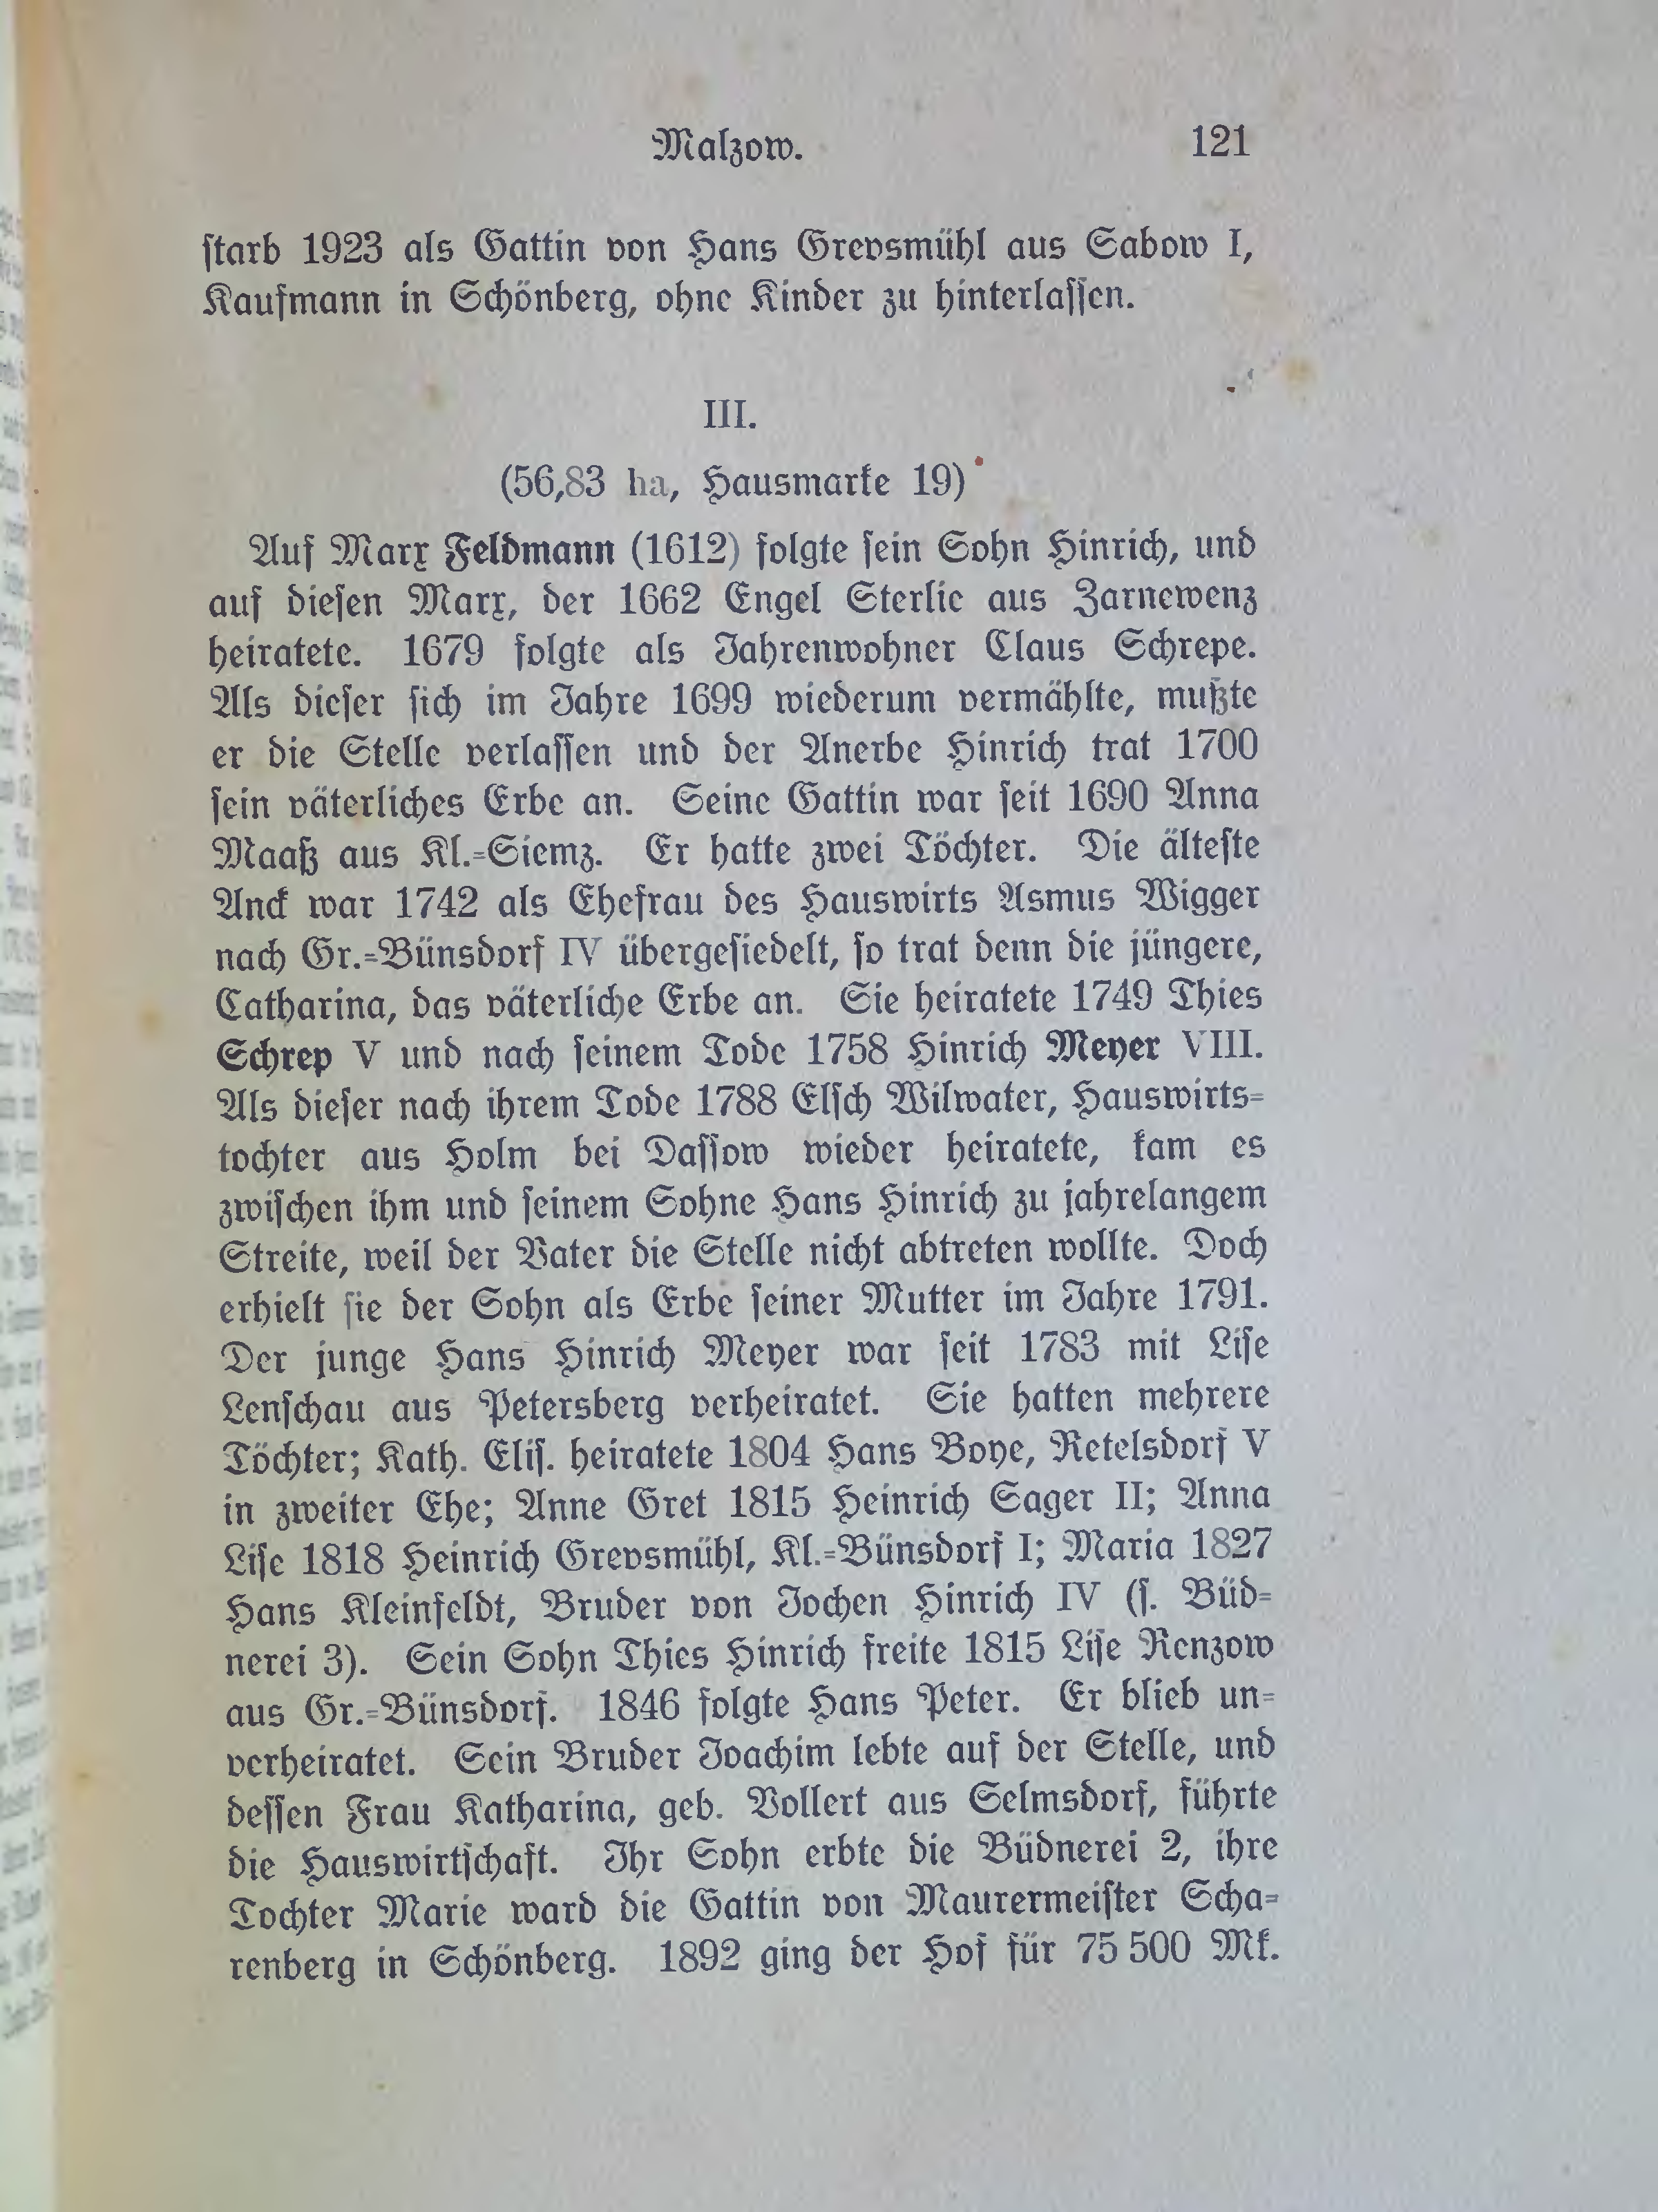 Malzow. 121
starb 1923 als Gattin von Hans Grevsmühl aus Sabow I,
Kaufmann in Schönberg, ohne Kinder zu hinterlassen.
III.
(56,83 ha, Hausmarke 19)
Auf Marx Feldmann (1612) folgte sein Sohn Hinrich, und
auf diesen Marx, der 1662 Engel Sterlie aus Zarnewenz
heiratete. 1679 folgte als Jahrenwohner Claus Schrepe.
Als dieser sich im Jahre 1699 wiederum vermählte, mußte
er die Stelle verlassen und der Anerbe Hinrich trat 1700
sein väterliches Erbe an. Seine Gattin war seit 1690 Anna
Maaß aus Kl.-Siemz. Er hatte zwei Töchter. Die älteste
Anck war 1742 als Ehefrau des Hauswirts Asmus Wigger
nach Gr.-Bünsdorf IV übergesiedelt, so trat denn die jüngere,
Catharina, das väterliche Erbe an. Sie heiratete 1749 Thies
Schrep V und nach seinem Tode 1758 Hinrich Meyer VIII.
Als dieser nach ihrem Tode 1788 Elsch Wilwater, Hauswirts-
tochter aus Holm bei Dassow wieder heiratete, kam es
zwischen ihm und seinem Sohne Hans Hinrich zu jahrelangem
Streite, weil der Vater die Stelle nicht abtreten wollte. Doch
erhielt sie der Sohn als Erbe seiner Mutter im Jahre 1791.
Der junge Hans Hinrich Meyer war seit 1783 mit Lise
Lenschau aus Petersberg verheiratet. Sie hatten mehrere
Töchter; Kath. Elis. heiratete 1804 Hans Boye, Retelsdorf V
in zweiter Ehe; Anne Gret 1815 Heinrich Sager II; Anna
Lise 1818 Heinrich Grevsmühl, Kl.-Bünsdorf I; Maria 1827
Hans Kleinfeldt, Bruder von Jochen Hinrich IV (s. Büd-
nerei 3). Sein Sohn Thies Hinrich freite 1815 Lise Renzow
aus Gr.-Bünsdorf. 1846 folgte Hans Peter. Er blieb un-
verheiratet. Sein Bruder Joachim lebte auf der Stelle, und
dessen Frau Katharina, geb. Vollert aus Selmsdorf, führte
die Hauswirtschaft. Ihr Sohn erbte die Büdnerei 2, ihre
Tochter Marie ward die Gattin von Maurermeister Scha-
renberg in Schönberg. 1892 ging der Hof für 75 500 Mk.